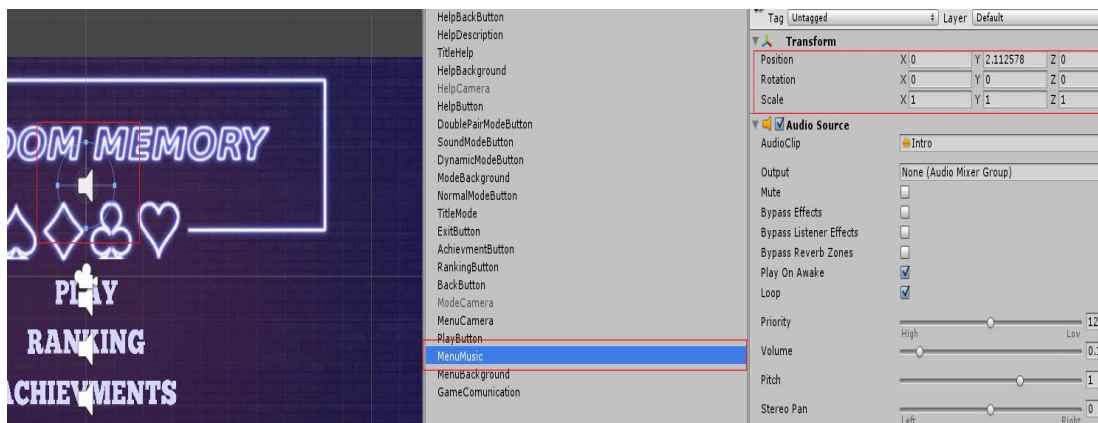 DOM MEMORY
PLAY
RANKING
ACHIEVMENTS
HelpBackButton
HelpDescription
TitleHelp
HelpBackground
HelpCamera
HelpButton
DoublePairModeButton
SoundModeButton
DynamicModeButton
ModeBackground
NormalModeButton
TitleMode
ExitButton
AchievmentButton
RankingButton
BackButton
ModeCamera
MenuCamera
PlayButton
MenuMusic
MenuBackground
GameComunication
Tag Untagged Layer Default
Transform
Position X 0 Y 2.112578 Z 0
Rotation X 0 Y 0 Z 0
Scale X 1 Y 1 Z 1
Audio Source
AudioClip Intro
Output None (Audio Mixer Group)
Mute
Bypass Effects
Bypass Listener Effects
Bypass Reverb Zones
Play On Awake
Loop
Priority 12
High Low
Volume 0.
Pitch 1
Stereo Pan 0
Left Right